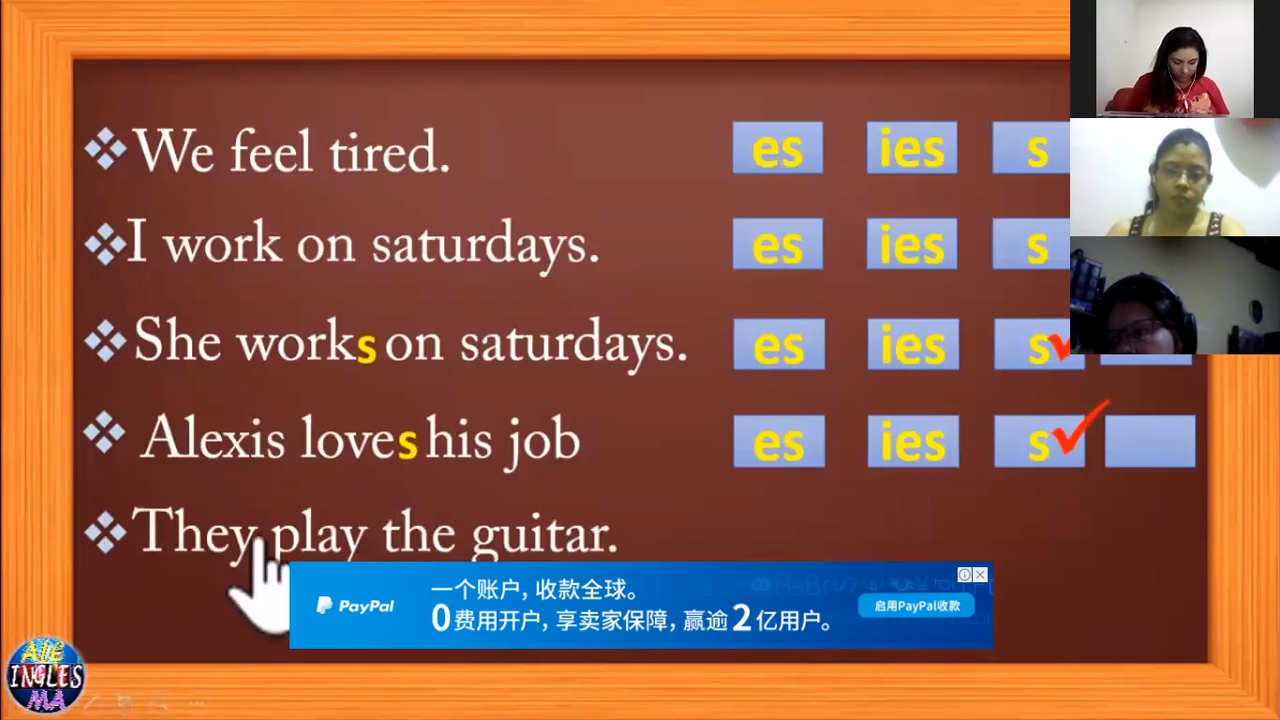 We feel tired. es ies s
I work on saturdays. es ies s
She works on saturdays. es ies s
Alexis loves his job es ies s
They play the guitar.
PayPal
一个账户, 收款全球。
0费用开户, 享卖家保障, 赢逾2亿用户。
启用PayPal收款
AIE
INGLES
MA